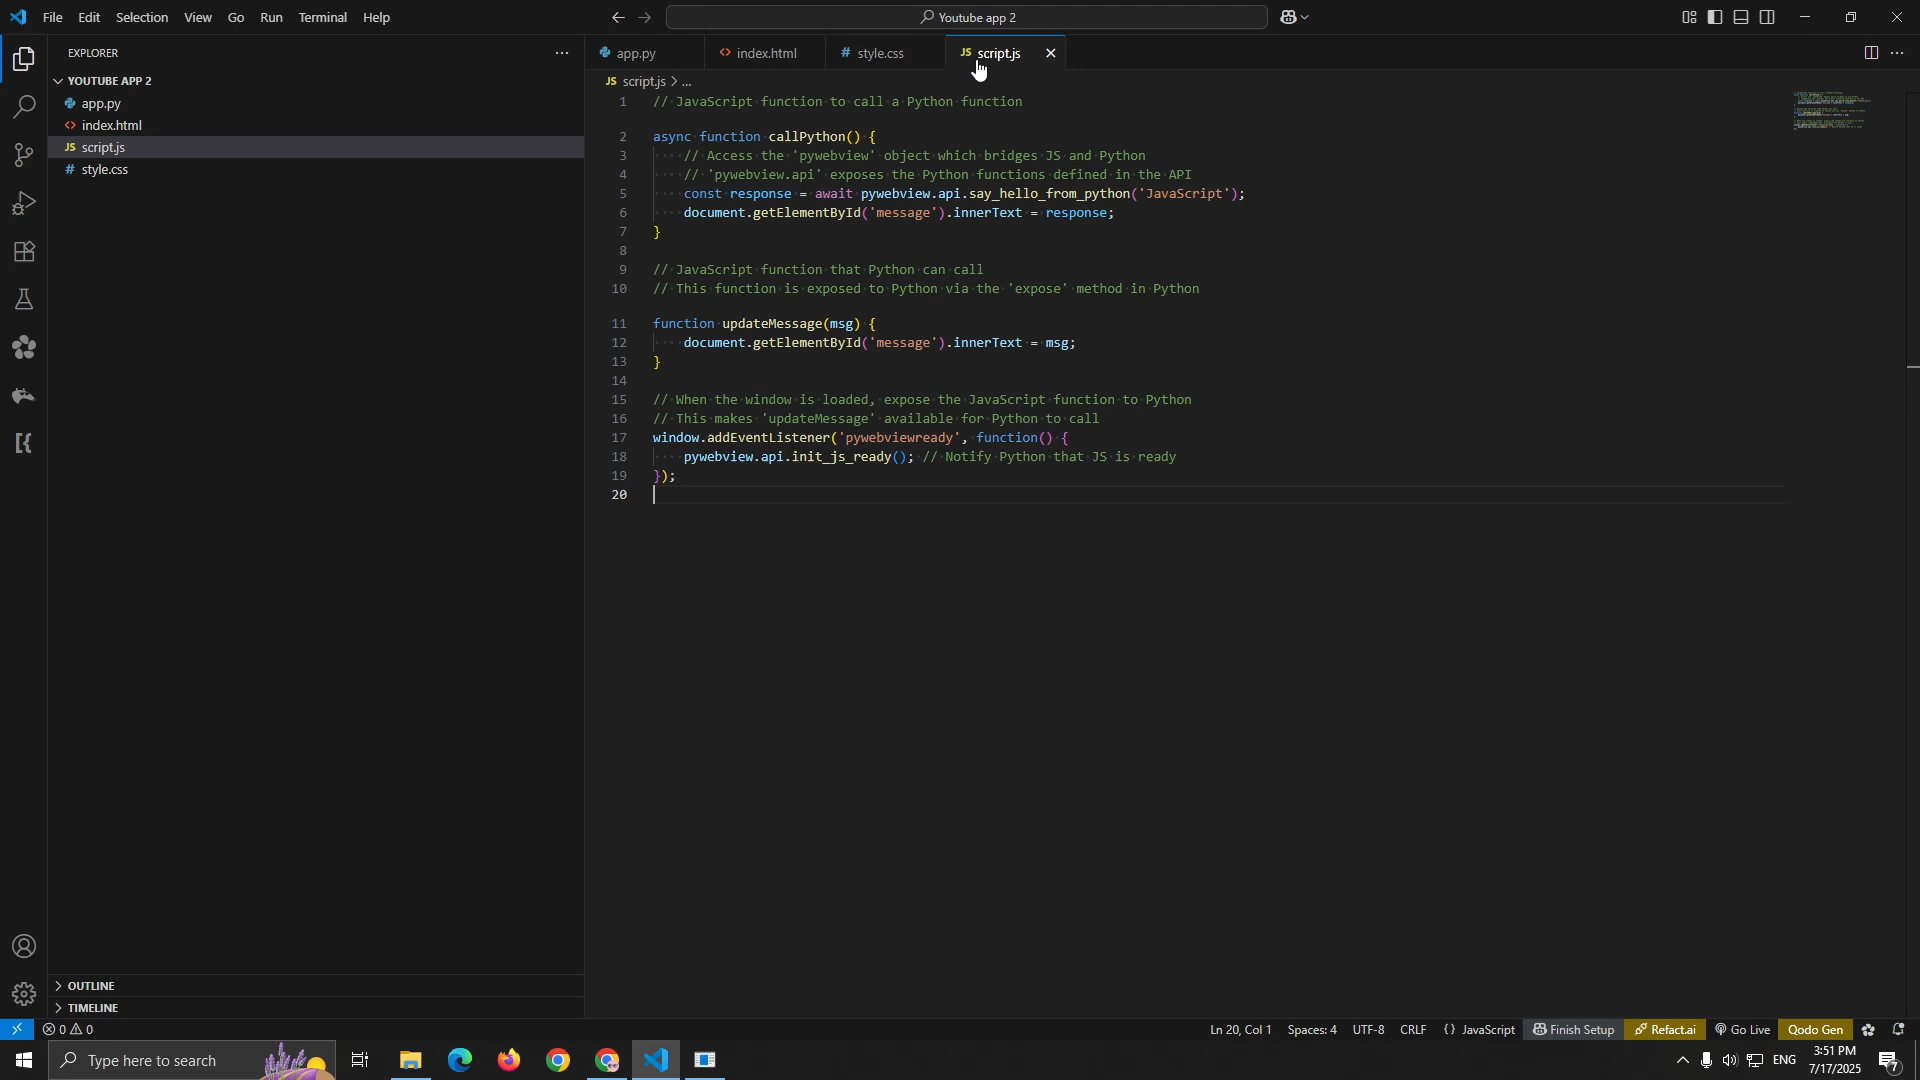 File Edit Selection View Go Run Terminal Help
Youtube app 2
EXPLORER
YOUTUBE APP 2
app.py
index.html
JS script.js
# style.css
OUTLINE
TIMELINE
app.py
index.html
# style.css
JS script.js
JS script.js > ...
1 // JavaScript function to call a Python function
2 async function callPython() {
3 // Access the 'pywebview' object which bridges JS and Python
4 // 'pywebview.api' exposes the Python functions defined in the API
5 const response = await pywebview.api.say_hello_from_python('JavaScript');
6 document.getElementById('message').innerText = response;
7 }
8
9 // JavaScript function that Python can call
10 // This function is exposed to Python via the 'expose' method in Python
11 function updateMessage(msg) {
12 document.getElementById('message').innerText = msg;
13 }
14
15 // When the window is loaded, expose the JavaScript function to Python
16 // This makes 'updateMessage' available for Python to call
17 window.addEventListener('pywebviewready', function() {
18 pywebview.api.init_js_ready(); // Notify Python that JS is ready
19 });
20
0 0
Ln 20, Col 1 Spaces: 4 UTF-8 CRLF {} JavaScript Finish Setup Refact.ai Go Live Qodo Gen
Type here to search
ENG
3:51 PM
7/17/2025
7